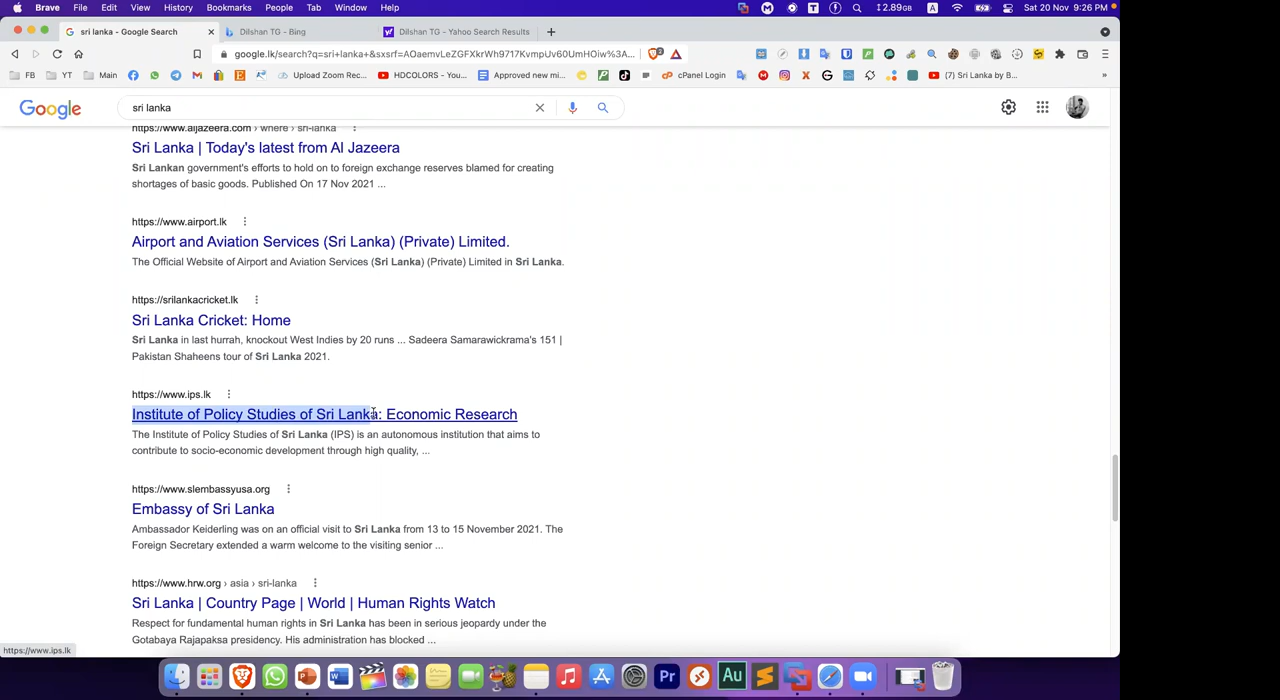 Brave File Edit View History Bookmarks People Tab Window Help 2.89GB A Sat 20 Nov 9:26 PM
sri lanka - Google Search Dilshan TG - Bing Dilshan TG - Yahoo Search Results
google.lk/search?q=sri+lanka+&sxsrf=AOaemvLeZGFXkrWh9717KvmpUv60UmHOiw%3A...
FB YT Main Upload Zoom Rec... HDCOLORS - You... Approved new mi... cPanel Login (7) Sri Lanka by B... »
Google sri lanka
https://www.aljazeera.com › where › sri-lanka
Sri Lanka | Today's latest from Al Jazeera
Sri Lankan government's efforts to hold on to foreign exchange reserves blamed for creating
shortages of basic goods. Published On 17 Nov 2021 ...
https://www.airport.lk
Airport and Aviation Services (Sri Lanka) (Private) Limited.
The Official Website of Airport and Aviation Services (Sri Lanka) (Private) Limited in Sri Lanka.
https://srilankacricket.lk
Sri Lanka Cricket: Home
Sri Lanka in last hurrah, knockout West Indies by 20 runs ... Sadeera Samarawickrama's 151 |
Pakistan Shaheens tour of Sri Lanka 2021.
https://www.ips.lk
Institute of Policy Studies of Sri Lanka: Economic Research
The Institute of Policy Studies of Sri Lanka (IPS) is an autonomous institution that aims to
contribute to socio-economic development through high quality, ...
https://www.slembassyusa.org
Embassy of Sri Lanka
Ambassador Keiderling was on an official visit to Sri Lanka from 13 to 15 November 2021. The
Foreign Secretary extended a warm welcome to the visiting senior ...
https://www.hrw.org › asia › sri-lanka
Sri Lanka | Country Page | World | Human Rights Watch
Respect for fundamental human rights in Sri Lanka has been in serious jeopardy under the
Gotabaya Rajapaksa presidency. His administration has blocked ...
https://www.ips.lk
Pr Au